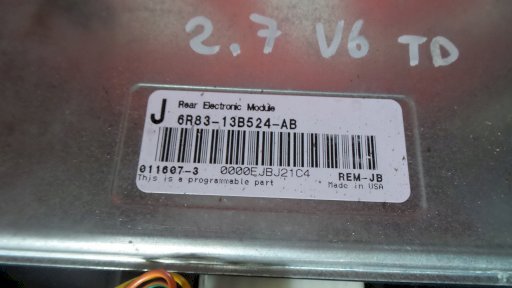 2.7 V6 TD
J Rear Electronic Module
6R83-13B524-AB
011607-3 0000EJBJ21C4 REM-JB
This is a programmable part Made in USA